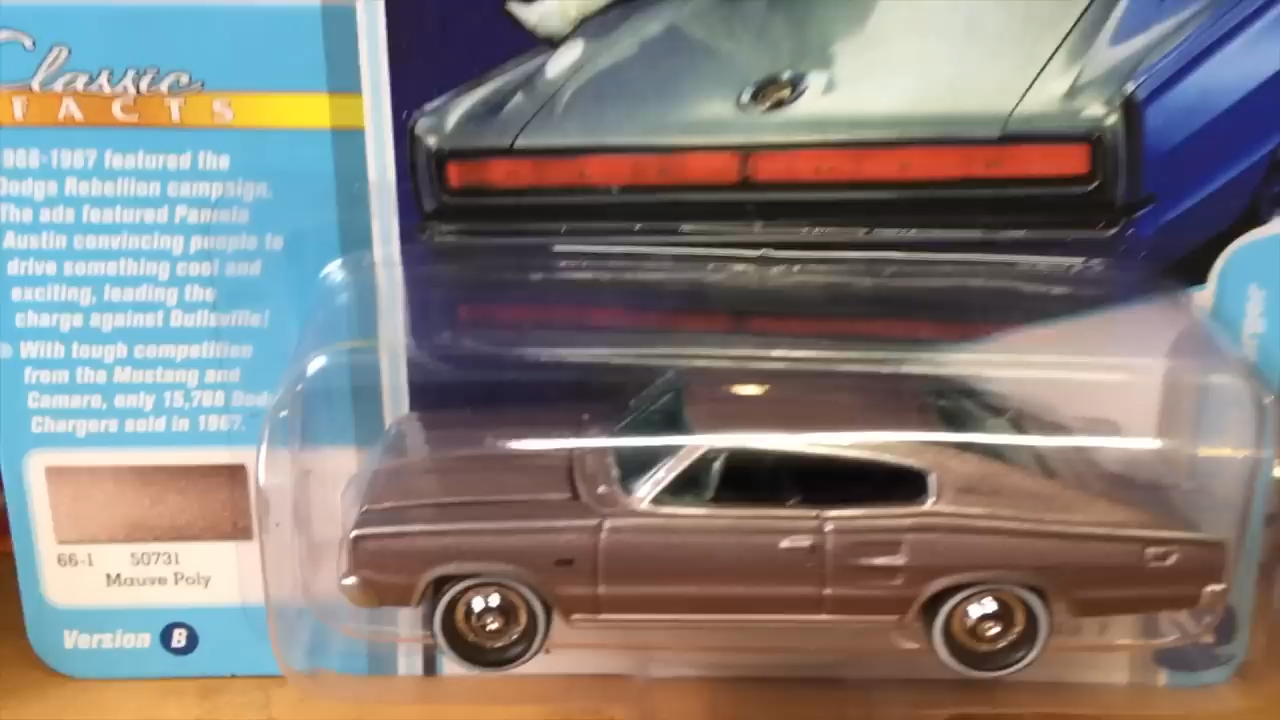 Classic
FACTS
966-1967 featured the
Dodge Rebellion campaign.
The ads featured Pamela
Austin convincing people to
drive something cool and
exciting, leading the
charge against Dullsville!
With tough competition
from the Mustang and
Camaro, only 15,788 Dod
Chargers sold in 1967.
66-1 50731
Mauve Poly
Version B